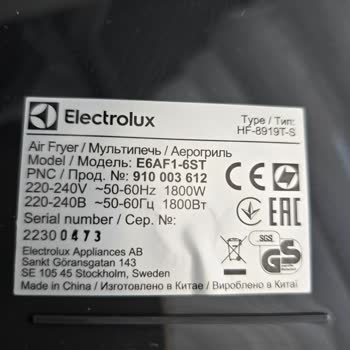 Electrolux
Type / Тип:
HF-8919T-S
Air Fryer / Мультипечь / Аерогриль
Model / Модель: E6AF1-6ST
PNC / Прод. №: 910 003 612
220-240V ~50-60Hz 1800W
220-240В ~50-60Гц 1800Вт
Serial number / Сер. №:
22300473
Electrolux Appliances AB
Sankt Göransgatan 143
SE 105 45 Stockholm, Sweden
Made in China / Изготовлено в Китае / Вироблено в Китаї
CE
EAC
SGS
GS